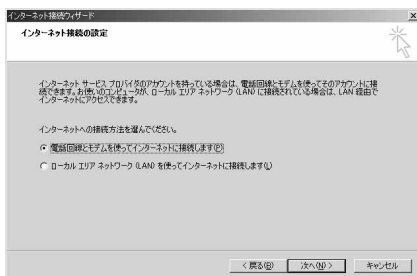 インターネット接続ウィザード
インターネット接続の設定
インターネット サービス プロバイダのアカウントを持っている場合は、電話回線とモデムを使ってそのアカウントに接
続できます。お使いのコンピュータが、ローカル エリア ネットワーク (LAN) に接続されている場合は、LAN 経由で
インターネットにアクセスできます。
インターネットへの接続方法を選んでください。
電話回線とモデムを使ってインターネットに接続します(P)
ローカル エリア ネットワーク (LAN) を使ってインターネットに接続します(L)
< 戻る(B) 次へ(N) > キャンセル